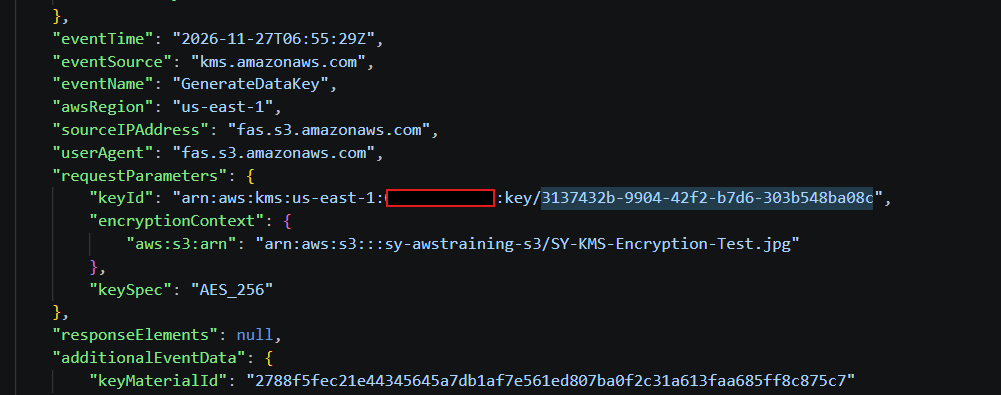 },
"eventTime": "2026-11-27T06:55:29Z",
"eventSource": "kms.amazonaws.com",
"eventName": "GenerateDataKey",
"awsRegion": "us-east-1",
"sourceIPAddress": "fas.s3.amazonaws.com",
"userAgent": "fas.s3.amazonaws.com",
"requestParameters": {
"keyId": "arn:aws:kms:us-east-1: :key/3137432b-9904-42f2-b7d6-303b548ba08c",
"encryptionContext": {
"aws:s3:arn": "arn:aws:s3:::sy-awstraining-s3/SY-KMS-Encryption-Test.jpg"
},
"keySpec": "AES_256"
},
"responseElements": null,
"additionalEventData": {
"keyMaterialId": "2788f5fec21e44345645a7db1af7e561ed807ba0f2c31a613faa685ff8c875c7"